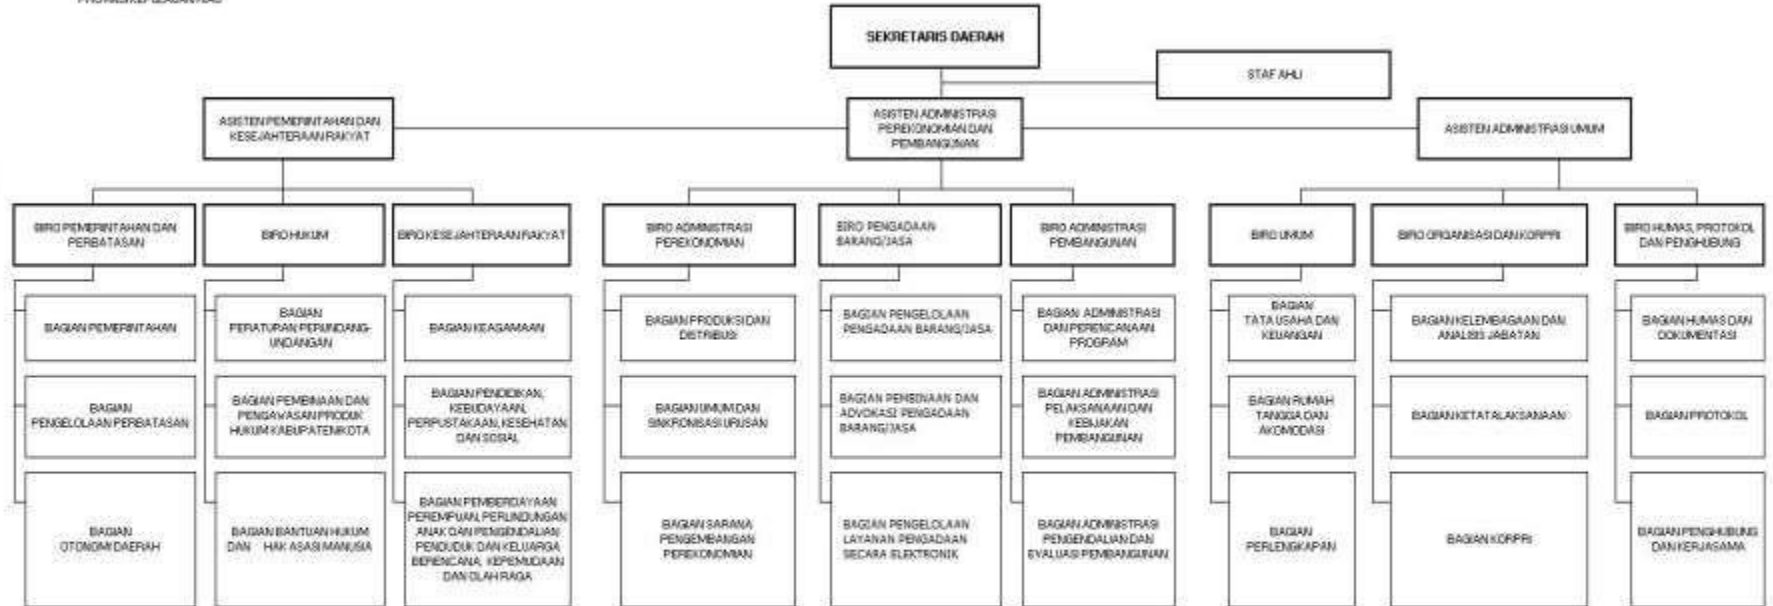 SEKRETARIS DAERAH
STAF AHLI
ASISTEN PEMERINTAHAN DAN
KESEJAHTERAAN RAKYAT
ASISTEN ADMINISTRASI
PEREKONOMIAN DAN
PEMBANGUNAN
ASISTEN ADMINISTRASI UMUM
BIRO PEMERINTAHAN DAN
PERBATASAN
BIRO HUKUM
BIRO KESEJAHTERAAN RAKYAT
BIRO ADMINISTRASI
PEREKONOMIAN
BIRO PENGADAAN
BARANG/JASA
BIRO ADMINISTRASI
PEMBANGUNAN
BIRO UMUM
BIRO ORGANISASI DAN KORPRI
BIRO HUMAS, PROTOKOL
DAN PENGHUBUNG
BAGIAN PEMERINTAHAN
BAGIAN
PERATURAN PERUNDANG-
UNDANGAN
BAGIAN KEAGAMAAN
BAGIAN PRODUKSI DAN
DISTRIBUSI
BAGIAN PENGELOLAAN
PENGADAAN BARANG/JASA
BAGIAN ADMINISTRASI
DAN PERENCANAAN
PROGRAM
BAGIAN
TATA USAHA DAN
KEUANGAN
BAGIAN KELEMBAGAAN DAN
ANALISIS JABATAN
BAGIAN HUMAS DAN
DOKUMENTASI
BAGIAN
PENGELOLAAN PERBATASAN
BAGIAN PEMBINAAN DAN
PENGAWASAN PRODUK
HUKUM KABUPATEN/KOTA
BAGIAN PENDIDIKAN,
KEBUDAYAAN,
PERPUSTAKAAN, KESEHATAN
DAN SOSIAL
BAGIAN UMUM DAN
SINKRONISASI URUSAN
BAGIAN PEMBINAAN DAN
ADVOKASI PENGADAAN
BARANG/JASA
BAGIAN ADMINISTRASI
PELAKSANAAN DAN
KEBIJAKAN
PEMBANGUNAN
BAGIAN RUMAH
TANGGA DAN
AKOMODASI
BAGIAN KETATALAKSANAAN
BAGIAN PROTOKOL
BAGIAN
OTONOMI DAERAH
BAGIAN BANTUAN HUKUM
DAN HAK ASASI MANUSIA
BAGIAN PEMBERDAYAAN
PEREMPUAN, PERLINDUNGAN
ANAK DAN PENGENDALIAN
PENDUDUK DAN KELUARGA
BERENCANA, KEPEMUDAAN
DAN OLAH RAGA
BAGIAN SARANA
PENGEMBANGAN
PEREKONOMIAN
BAGIAN PENGELOLAAN
LAYANAN PENGADAAN
SECARA ELEKTRONIK
BAGIAN ADMINISTRASI
PENGENDALIAN DAN
EVALUASI PEMBANGUNAN
BAGIAN
PERLENGKAPAN
BAGIAN KORPRI
BAGIAN PENGHUBUNG
DAN KERJASAMA